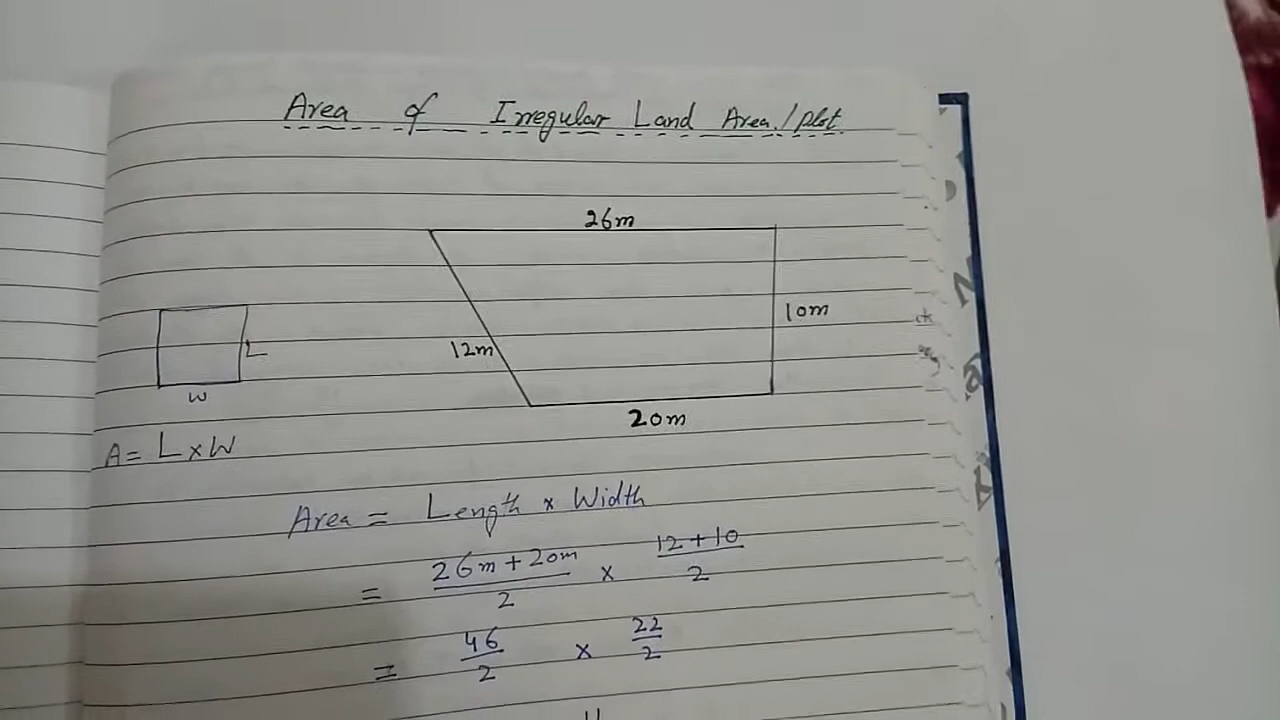 Area of Irregular Land Area/plot.
26m
10m
L
12m
W
20m
A = L x W
Area = Length x Width
= 26m + 20m / 2 x 12 + 10 / 2
= 46 / 2 x 22 / 2